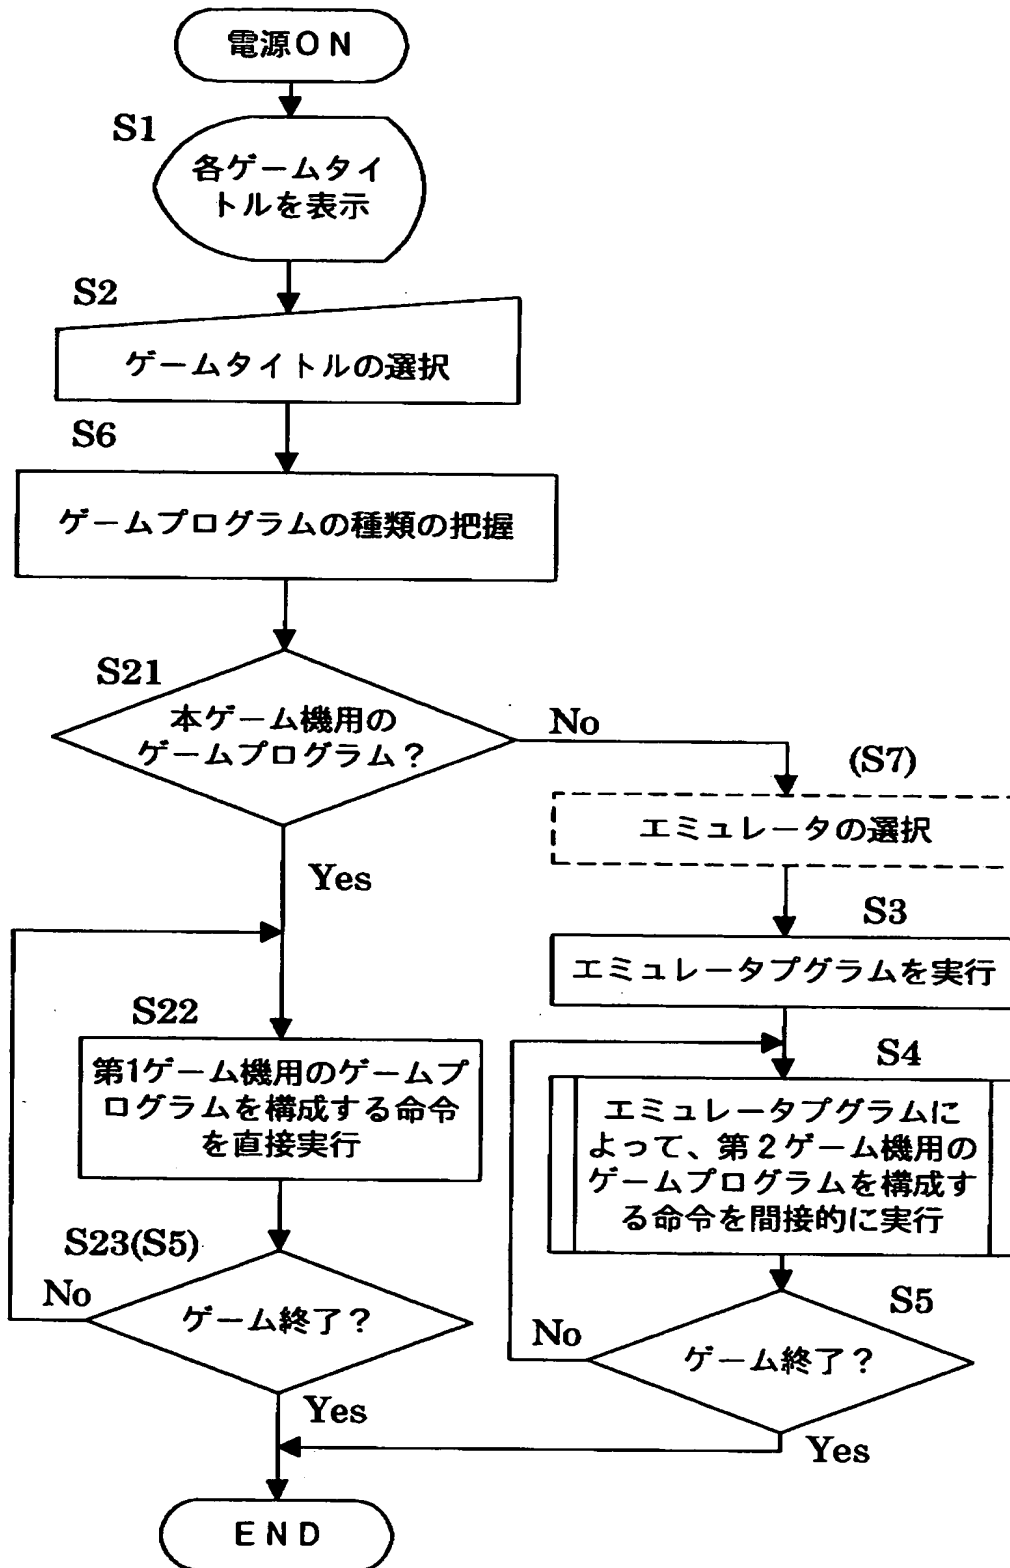 電源ON
S1
各ゲームタイ
トルを表示
S2
ゲームタイトルの選択
S6
ゲームプログラムの種類の把握
S21
本ゲーム機用の
ゲームプログラム?
No
Yes
(S7)
エミュレータの選択
S3
エミュレータプグラムを実行
S22
第1ゲーム機用のゲームプ
ログラムを構成する命令
を直接実行
S4
エミュレータプグラムに
よって、第2ゲーム機用の
ゲームプログラムを構成す
る命令を間接的に実行
S23(S5)
No
ゲーム終了?
Yes
S5
No
ゲーム終了?
Yes
END